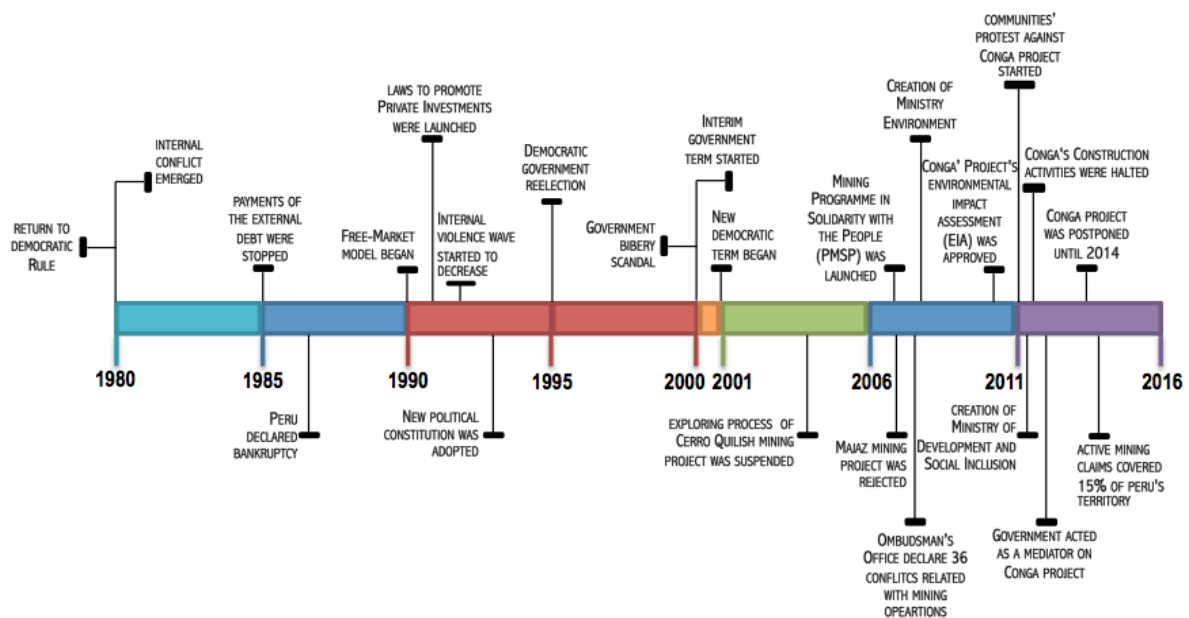 RETURN TO
DEMOCRATIC
RULE
INTERNAL
CONFLICT
EMERGED
PAYMENTS OF
THE EXTERNAL
DEBT WERE
STOPPED
FREE-MARKET
MODEL BEGAN
LAWS TO PROMOTE
PRIVATE INVESTMENTS
WERE LAUNCHED
INTERNAL
VIOLENCE WAVE
STARTED TO
DECREASE
DEMOCRATIC
GOVERNMENT
REELECTION
GOVERNMENT
BIBERY
SCANDAL
INTERIM
GOVERNMENT
TERM STARTED
NEW
DEMOCRATIC
TERM BEGAN
MINING
PROGRAMME IN
SOLIDARITY WITH
THE PEOPLE
(PMSP) WAS
LAUNCHED
CREATION OF
MINISTRY
ENVIRONMENT
CONGA' PROJECT'S
ENVIRONMENTAL
IMPACT
ASSESSMENT
(EIA) WAS
APPROVED
COMMUNITIES'
PROTEST AGAINST
CONGA PROJECT
STARTED
CONGA'S CONSTRUCTION
ACTIVITIES WERE HALTED
CONGA PROJECT
WAS POSTPONED
UNTIL 2014
1980
1985
1990
1995
2000
2001
2006
2011
2016
PERU
DECLARED
BANKRUPTCY
NEW POLITICAL
CONSTITUTION WAS
ADOPTED
EXPLORING PROCESS OF
CERRO QUILISH MINING
PROJECT WAS SUSPENDED
MAJAZ MINING
PROJECT WAS
REJECTED
OMBUDSMAN'S
OFFICE DECLARE 36
CONFLITCS RELATED
WITH MINING
OPEARTIONS
CREATION OF
MINISTRY OF
DEVELOPMENT AND
SOCIAL INCLUSION
GOVERNMENT ACTED
AS A MEDIATOR ON
CONGA PROJECT
ACTIVE MINING
CLAIMS COVERED
15% OF PERU'S
TERRITORY